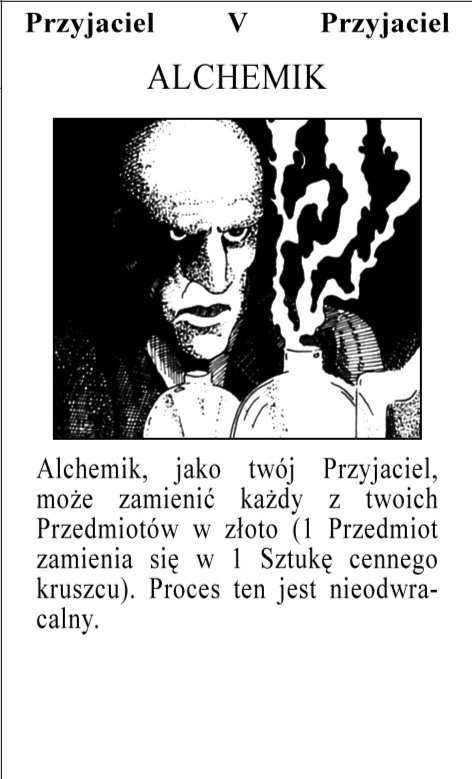 Przyjaciel V Przyjaciel
ALCHEMIK
Alchemik, jako twój Przyjaciel,
może zamienić każdy z twoich
Przedmiotów w złoto (1 Przedmiot
zamienia się w 1 Sztukę cennego
kruszcu). Proces ten jest nieodwra-
calny.